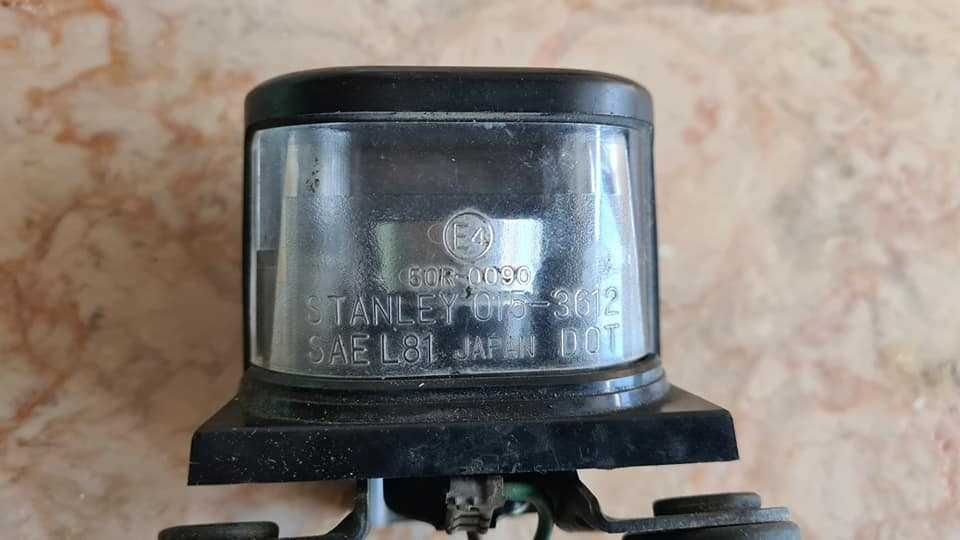 E4
50R-0090
STANLEY 015-3612
SAE L81 JAPAN DOT